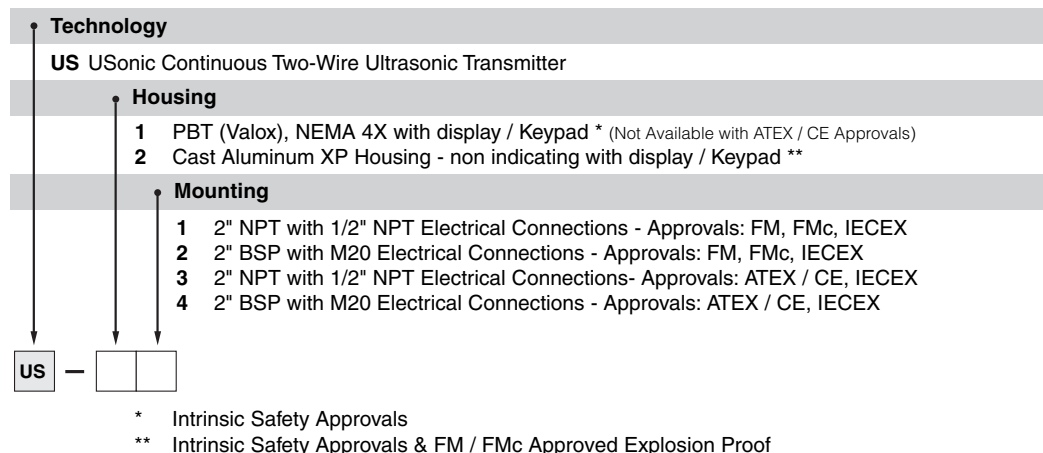 Technology
US USonic Continuous Two-Wire Ultrasonic Transmitter
Housing
1 PBT (Valox), NEMA 4X with display / Keypad * (Not Available with ATEX / CE Approvals)
2 Cast Aluminum XP Housing - non indicating with display / Keypad **
Mounting
1 2" NPT with 1/2" NPT Electrical Connections - Approvals: FM, FMc, IECEX
2 2" BSP with M20 Electrical Connections - Approvals: FM, FMc, IECEX
3 2" NPT with 1/2" NPT Electrical Connections- Approvals: ATEX / CE, IECEX
4 2" BSP with M20 Electrical Connections - Approvals: ATEX / CE, IECEX
US –
* Intrinsic Safety Approvals
** Intrinsic Safety Approvals & FM / FMc Approved Explosion Proof